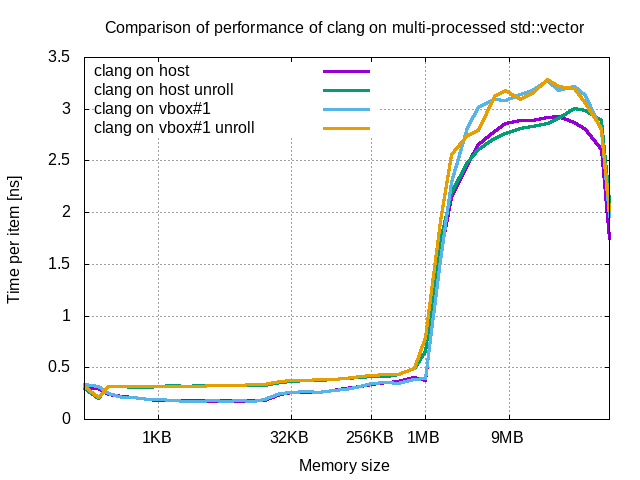 Comparison of performance of clang on multi-processed std::vector
clang on host
clang on host unroll
clang on vbox#1
clang on vbox#1 unroll
3.5
3
2.5
2
1.5
1
0.5
0
Time per item [ns]
1KB 32KB 256KB 1MB 9MB
Memory size